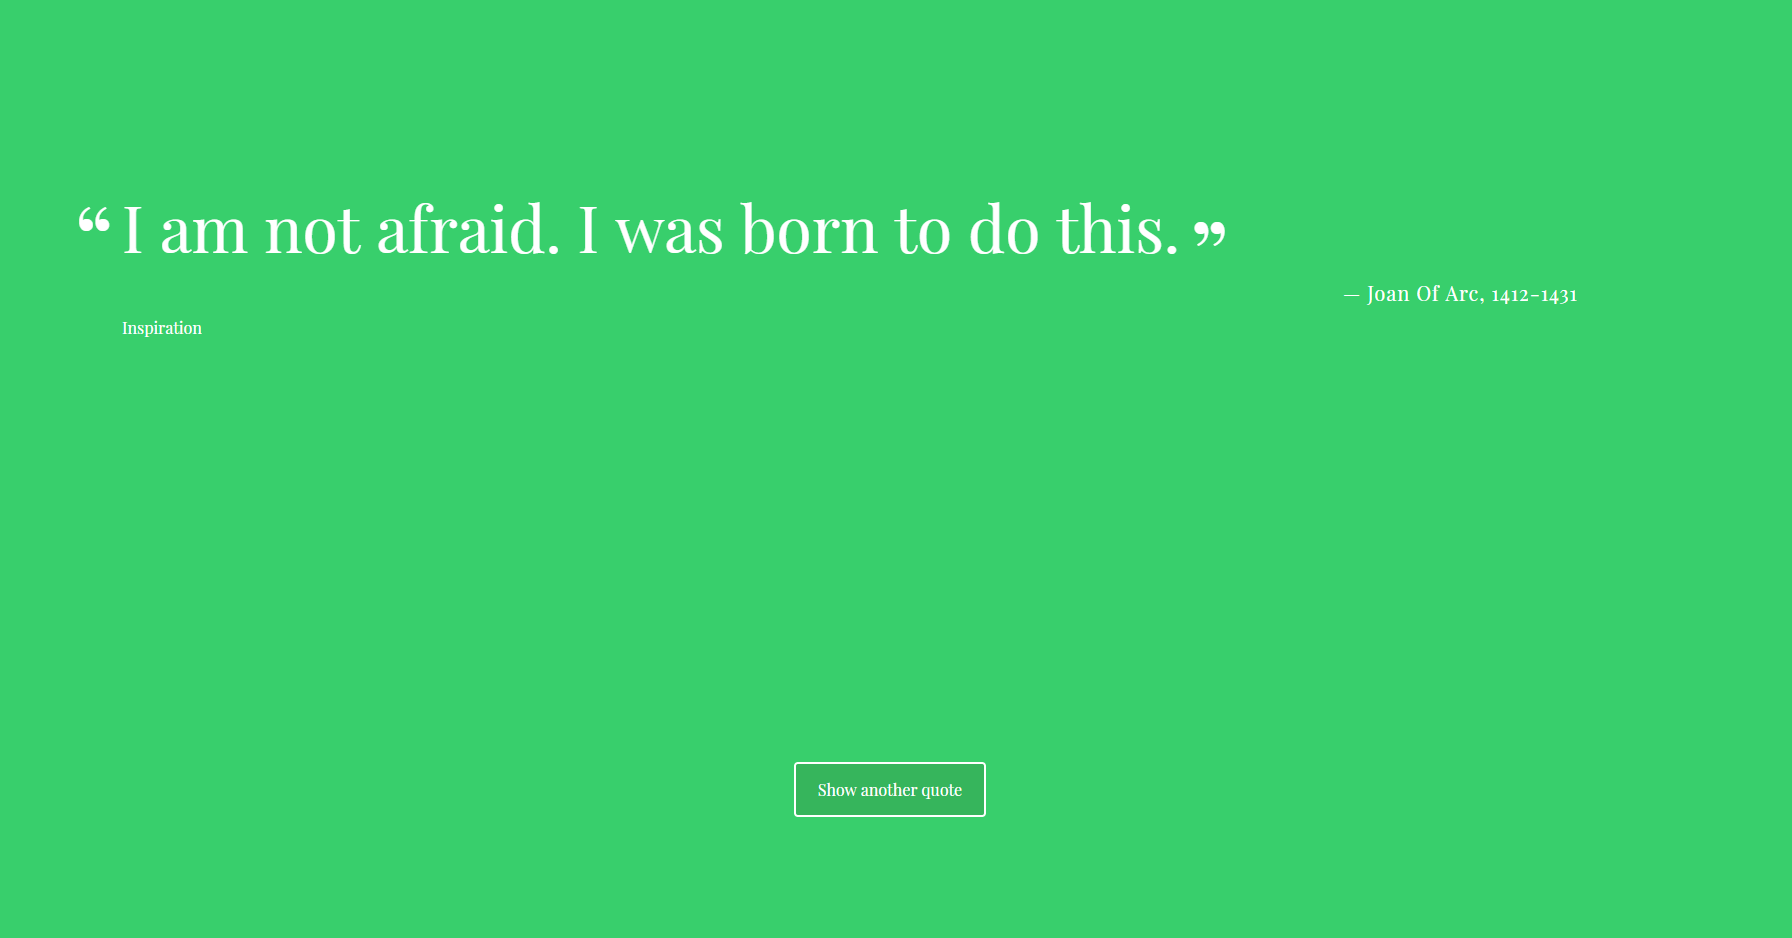 “I am not afraid. I was born to do this.”
— Joan Of Arc, 1412–1431
Inspiration
Show another quote